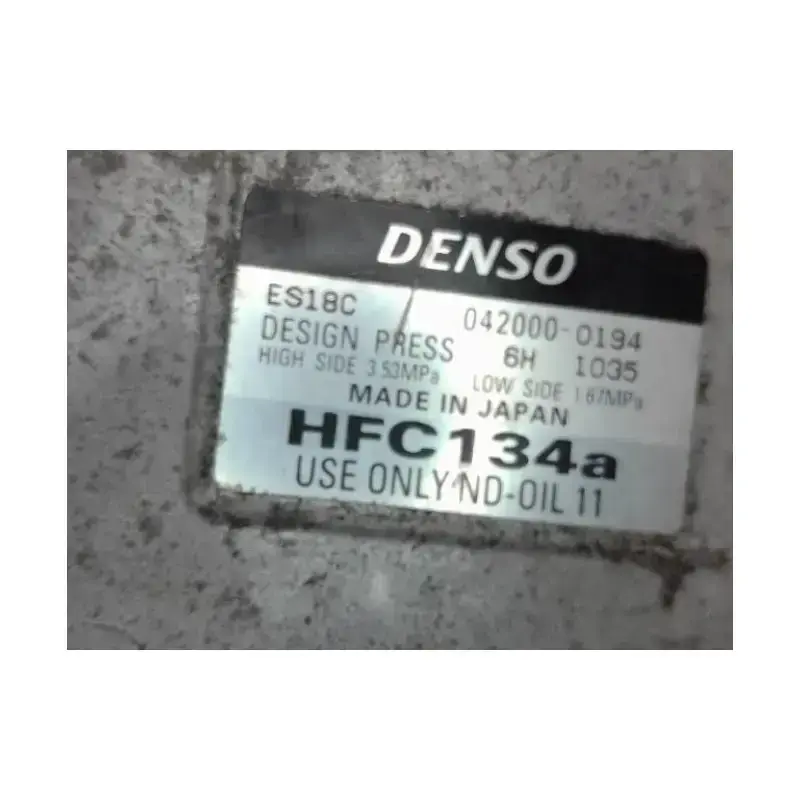 DENSO
ES18C 042000-0194
DESIGN PRESS 6H 1035
HIGH SIDE 3.53MPa LOW SIDE 1.67MPa
MADE IN JAPAN
HFC134a
USE ONLY ND-OIL 11